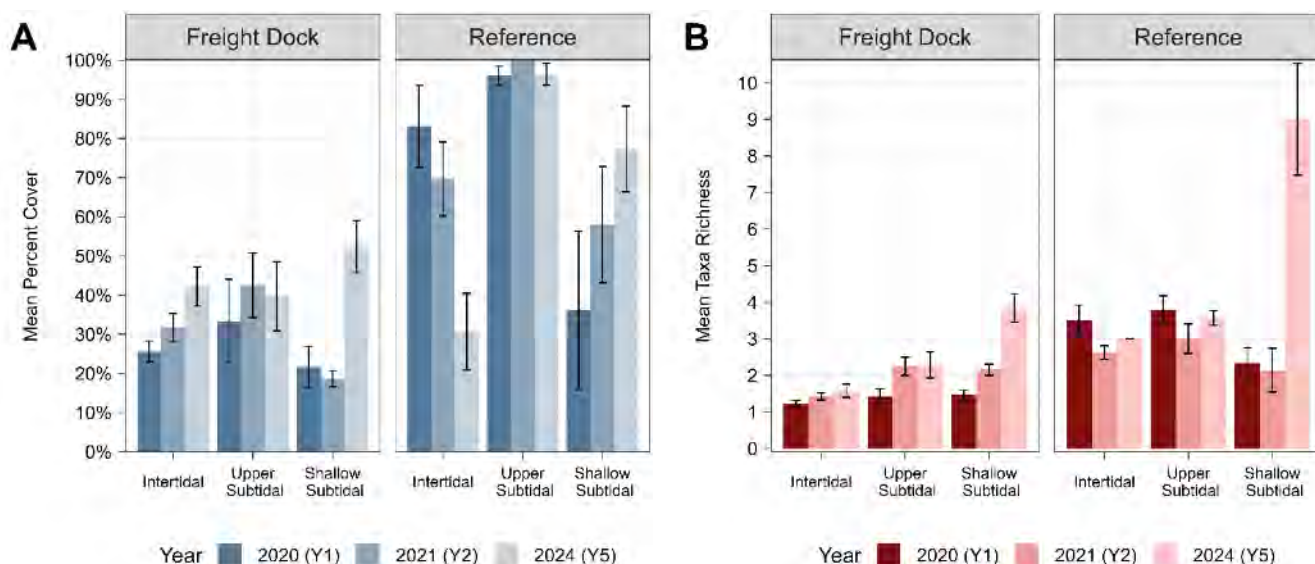 A
Freight Dock
Reference
Mean Percent Cover
100%
90%
80%
70%
60%
50%
40%
30%
20%
10%
0%
Intertidal
Upper
Subtidal
Shallow
Subtidal
Intertidal
Upper
Subtidal
Shallow
Subtidal
Year 2020 (Y1) 2021 (Y2) 2024 (Y5)
B
Freight Dock
Reference
Mean Taxa Richness
10
9
8
7
6
5
4
3
2
1
0
Intertidal
Upper
Subtidal
Shallow
Subtidal
Intertidal
Upper
Subtidal
Shallow
Subtidal
Year 2020 (Y1) 2021 (Y2) 2024 (Y5)